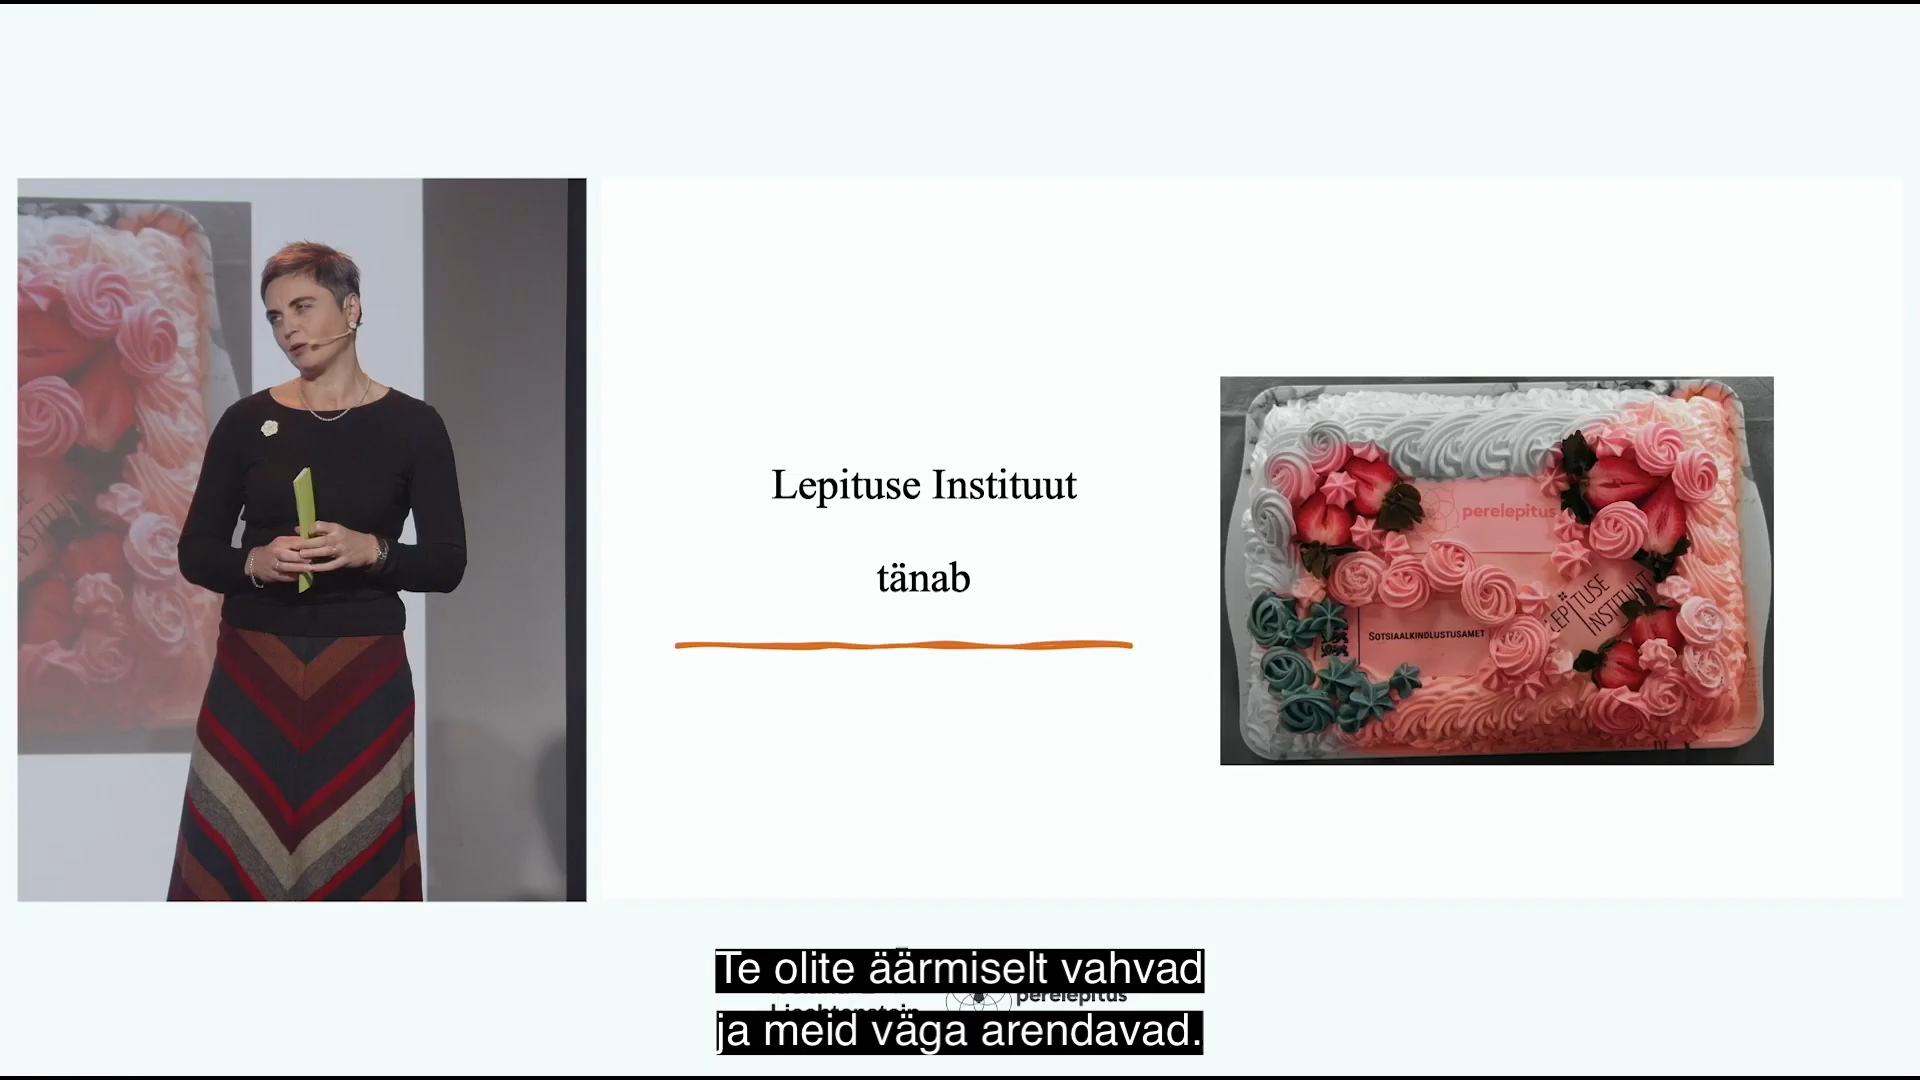 Lepituse Instituut
tänab
perelepitus
SOTSIAALKINDLUSTUSAMET
LEPITUSE
INSTITUUT
Te olite äärmiselt vahvad
perelepitus
ja meid väga arendavad.